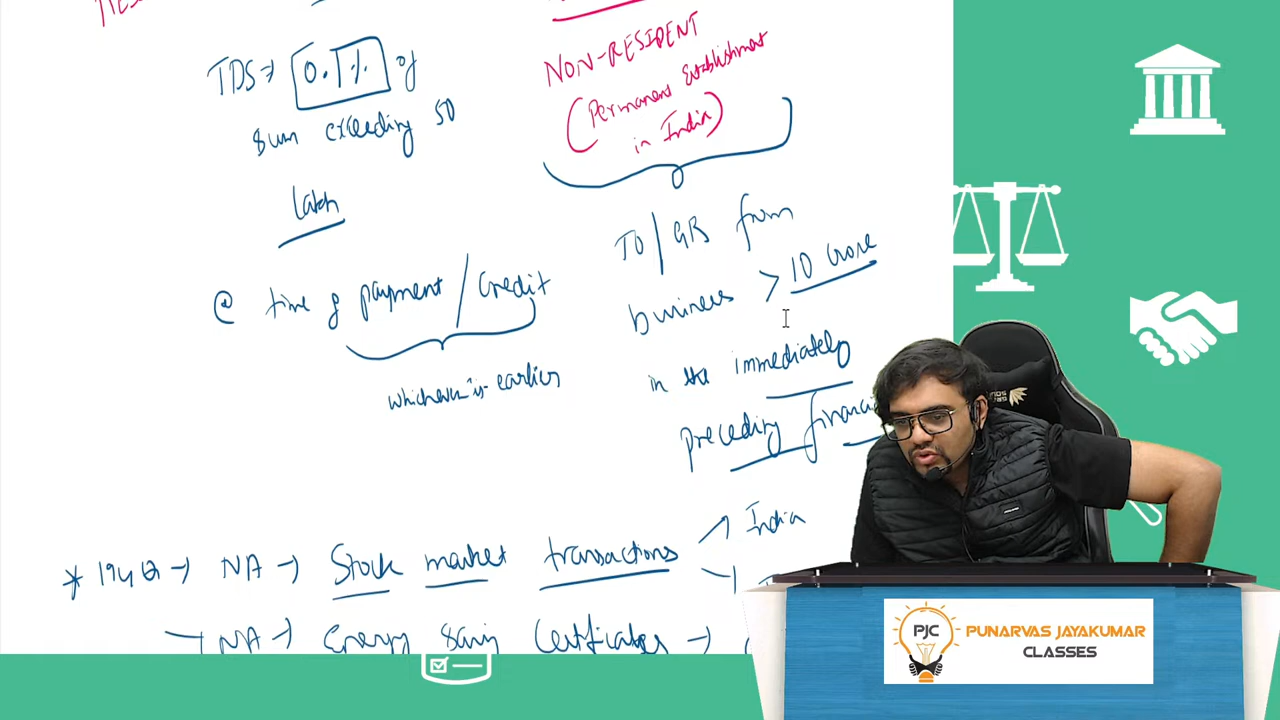 TDS → 0.1% of
sum exceeding 50
Lakh
@ time of payment / credit
whichever is earlier
NON-RESIDENT
(Permanent Establishment
in India)
TO/GR from
business > 10 crore
in the immediately
preceding
* 194Q → NA → Stock market transactions
India
→ NA → Energy saving Certificates →
PJC
PUNARVAS JAYAKUMAR
CLASSES